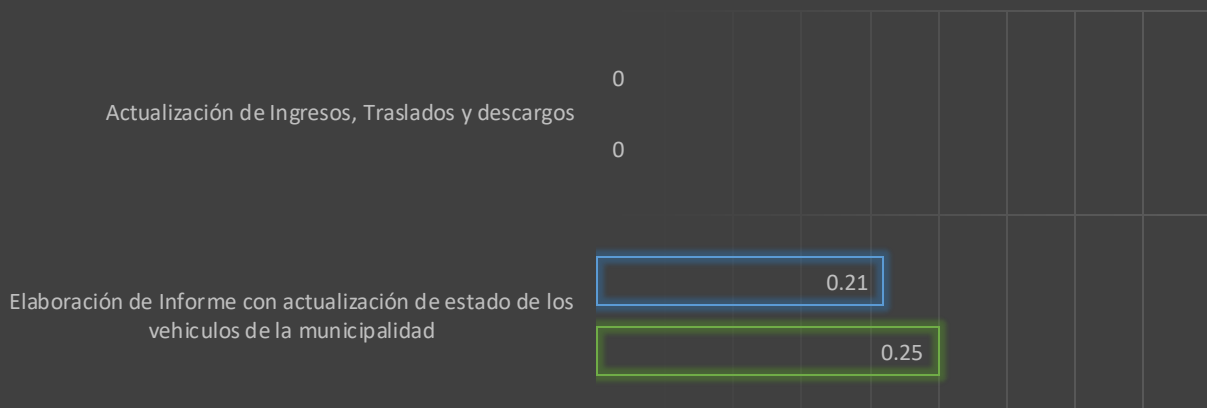 0
Actualización de Ingresos, Traslados y descargos
0
0.21
Elaboración de Informe con actualización de estado de los
vehiculos de la municipalidad
0.25